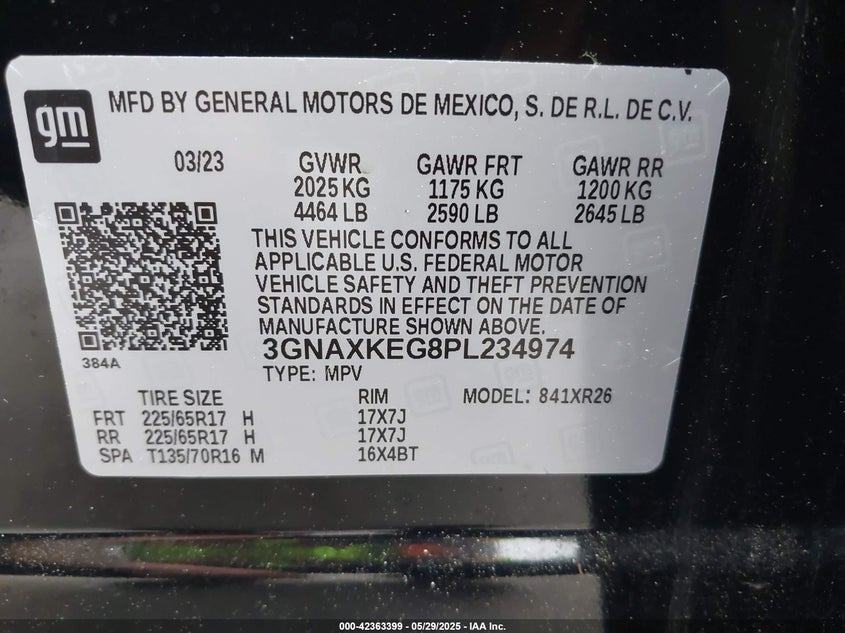 gm
MFD BY GENERAL MOTORS DE MEXICO, S. DE R.L. DE C.V.
03/23 GVWR GAWR FRT GAWR RR
2025 KG 1175 KG 1200 KG
4464 LB 2590 LB 2645 LB
THIS VEHICLE CONFORMS TO ALL
APPLICABLE U.S. FEDERAL MOTOR
VEHICLE SAFETY AND THEFT PREVENTION
STANDARDS IN EFFECT ON THE DATE OF
MANUFACTURE SHOWN ABOVE.
384A
3GNAXKEG8PL234974
TYPE: MPV
TIRE SIZE RIM MODEL: 841XR26
FRT 225/65R17 H 17X7J
RR 225/65R17 H 17X7J
SPA T135/70R16 M 16X4BT
000-42363399 - 05/29/2025 - IAA Inc.